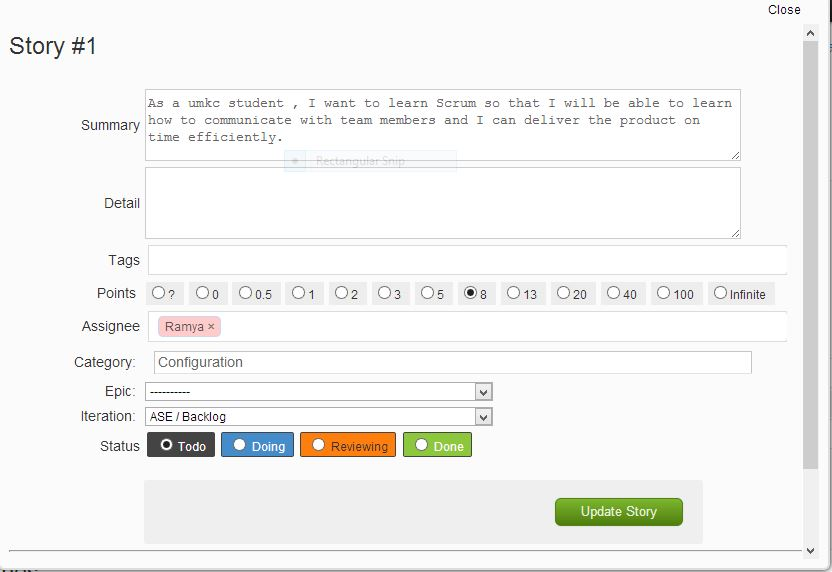 Close
Story #1
Summary
As a umkc student , I want to learn Scrum so that I will be able to learn
how to communicate with team members and I can deliver the product on
time efficiently.
Rectangular Snip
Detail
Tags
Points ? 0 0.5 1 2 3 5 8 13 20 40 100 Infinite
Assignee Ramya ×
Category: Configuration
Epic: ----------
Iteration: ASE / Backlog
Status Todo Doing Reviewing Done
Update Story